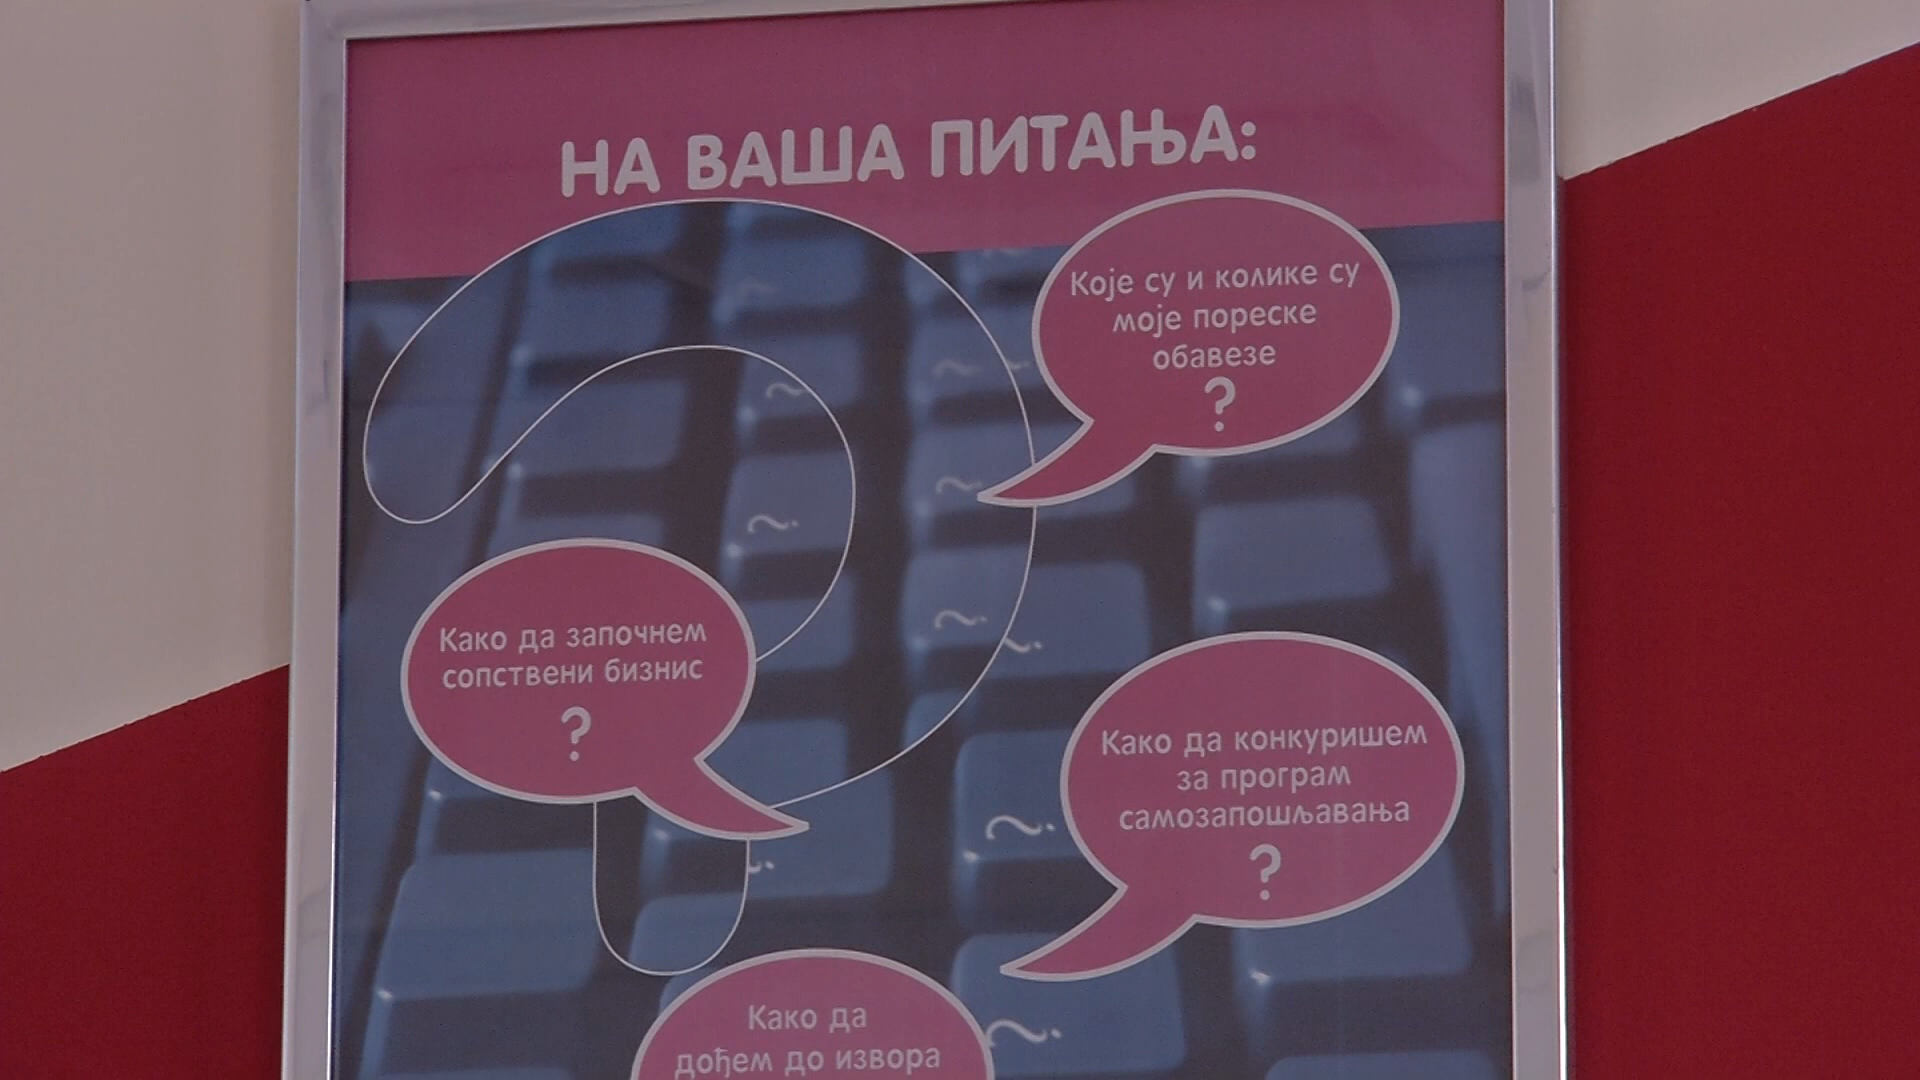 НА ВАША ПИТАЊА:
Које су и колике су
моје пореске
обавезе
?
Како да започнем
сопствени бизнис
?
Како да конкуришем
за програм
самозапошљавања
?
Како да
дођем до извора